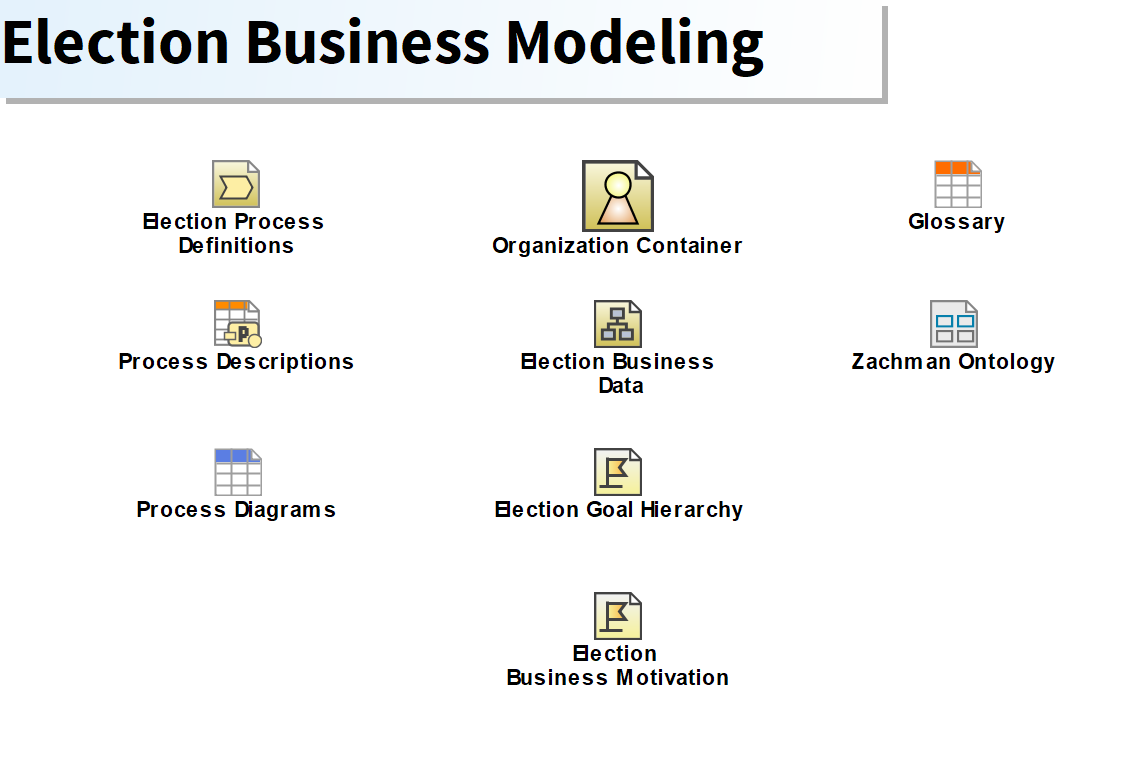 Election Business Modeling
Election Process
Definitions
Organization Container
Glossary
P
Process Descriptions
Election Business
Data
Zachman Ontology
Process Diagrams
Election Goal Hierarchy
Election
Business Motivation